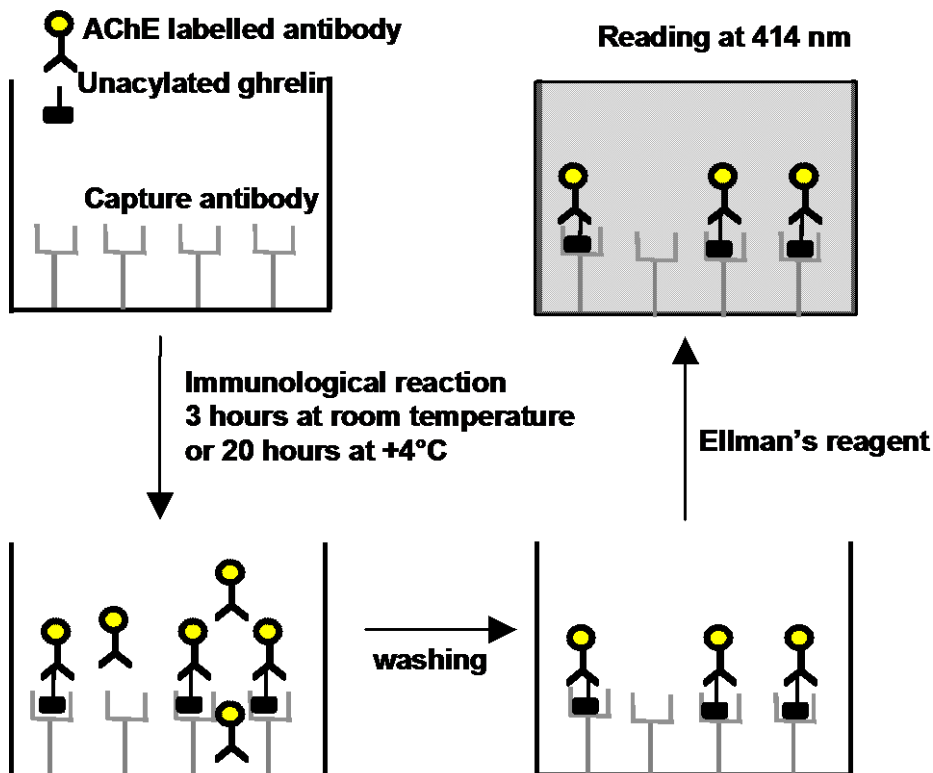 AChE labelled antibody
Unacylated ghrelin
Capture antibody
Immunological reaction
3 hours at room temperature
or 20 hours at +4°C
washing
Ellman's reagent
Reading at 414 nm